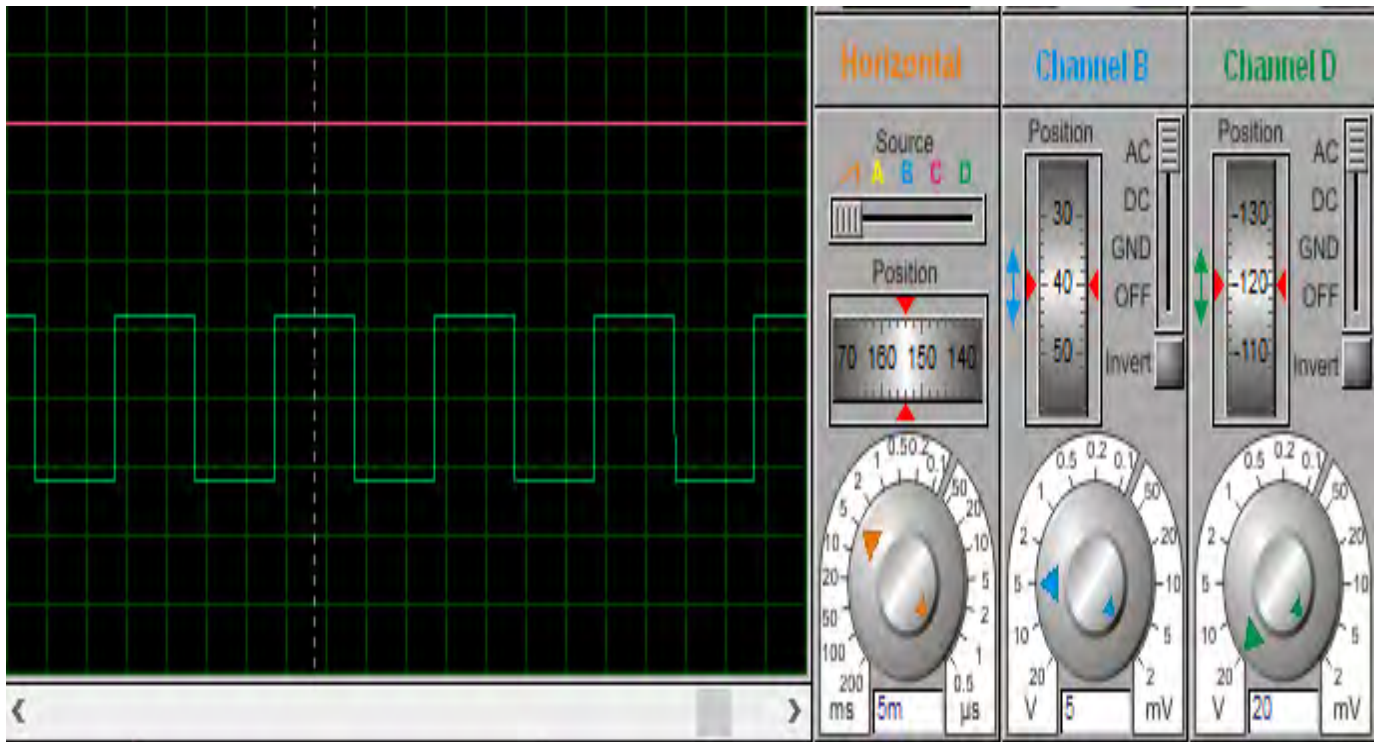 Horizontal
Source
A B C D
Position
70 160 150 140
0.5 0.2
1 0.1
2 50
5 20
10 10
20 5
50 2
100 1
200 0.5
ms 5m µs
Channel B
Position
AC
30
DC
GND
40
OFF
50
Invert
0.5 0.2 0.1
1 50
2 20
5 10
10 5
20 2
V 5 mV
Channel D
Position
AC
-130
DC
GND
-120
OFF
-110
Invert
0.5 0.2 0.1
1 50
2 20
5 10
10 5
20 2
V 20 mV